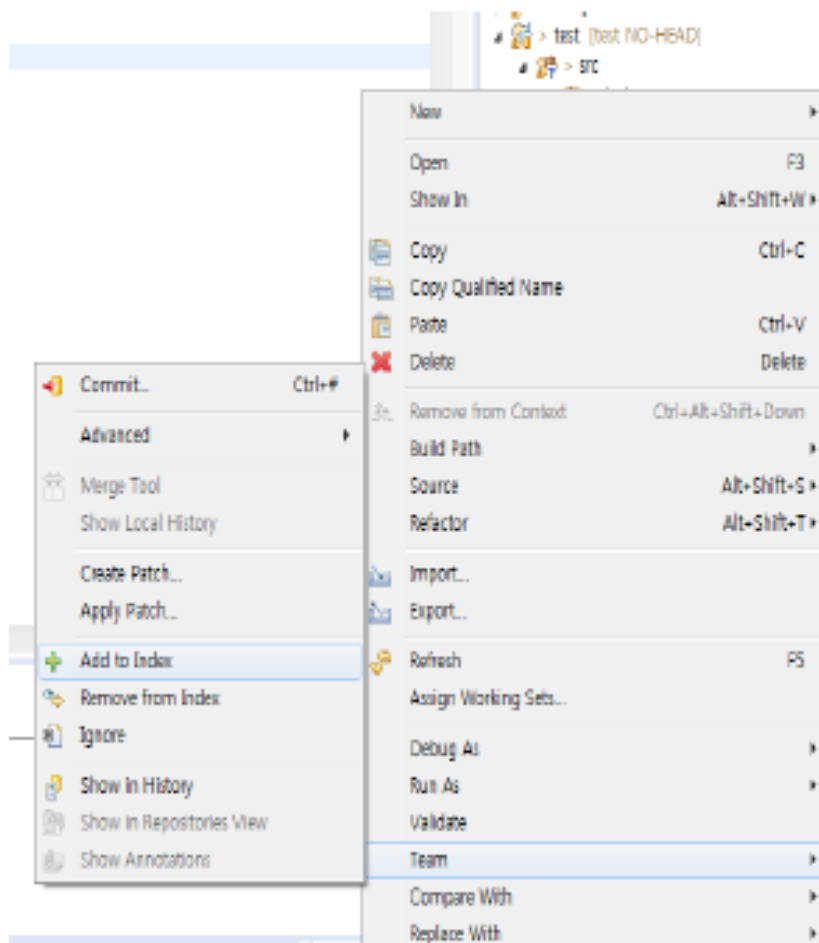 > test [test NO-HEAD]
> src
New
Open F3
Show In Alt+Shift+W
Copy Ctrl+C
Copy Qualified Name
Paste Ctrl+V
Delete Delete
Remove from Context Ctrl+Alt+Shift+Down
Build Path
Source Alt+Shift+S
Refactor Alt+Shift+T
Import...
Export...
Refresh F5
Assign Working Sets...
Debug As
Run As
Validate
Team
Compare With
Replace With
Commit... Ctrl+#
Advanced
Merge Tool
Show Local History
Create Patch...
Apply Patch...
Add to Index
Remove from Index
Ignore
Show in History
Show in Repositories View
Show Annotations